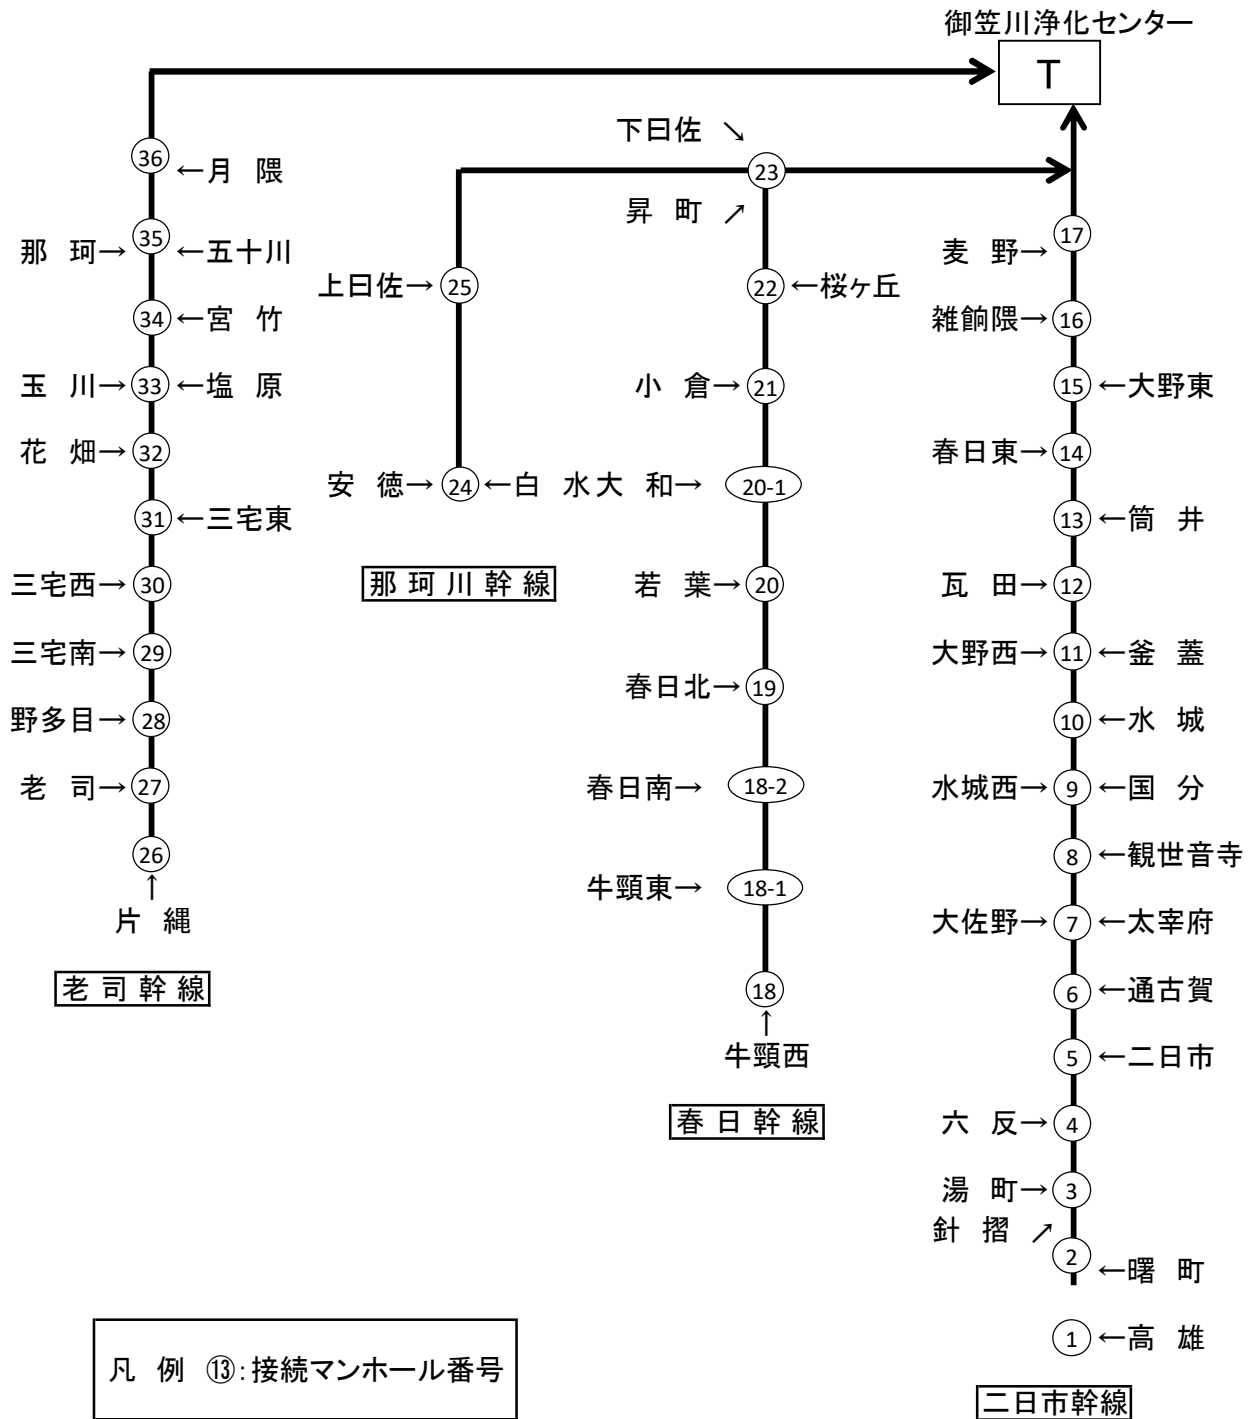 御笠川浄化センター
T
36 ←月 隈
那 珂→ 35 ←五十川
34 ←宮 竹
玉 川→ 33 ←塩 原
花 畑→ 32
31 ←三宅東
三宅西→ 30
三宅南→ 29
野多目→ 28
老 司→ 27
26
↑
片 縄
老司幹線
上曰佐→ 25
安 徳→ 24 ←白 水
那珂川幹線
下曰佐 ↘
23
昇 町 ↗
22 ←桜ヶ丘
小 倉→ 21
大 和→ 20-1
若 葉→ 20
春日北→ 19
春日南→ 18-2
牛頸東→ 18-1
18
↑
牛頸西
春日幹線
麦 野→ 17
雑餉隈→ 16
15 ←大野東
春日東→ 14
13 ←筒 井
瓦 田→ 12
大野西→ 11 ←釜 蓋
10 ←水 城
水城西→ 9 ←国 分
8 ←観世音寺
大佐野→ 7 ←太宰府
6 ←通古賀
5 ←二日市
六 反→ 4
湯 町→ 3
針 摺 ↗
2 ←曙 町
1 ←高 雄
二日市幹線
凡 例 ⑬:接続マンホール番号